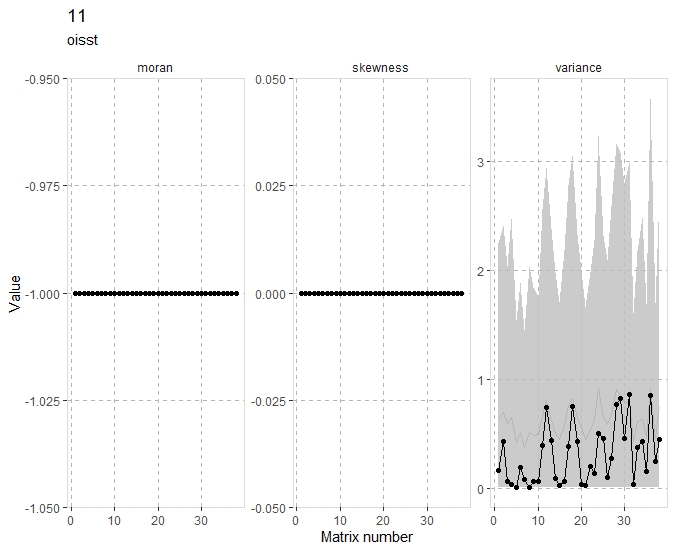 11
oisst
moran
skewness
variance
-0.950
-0.975
-1.000
-1.025
-1.050
0.050
0.025
0.000
-0.025
-0.050
3
2
1
0
0 10 20 30
0 10 20 30
0 10 20 30
Value
Matrix number